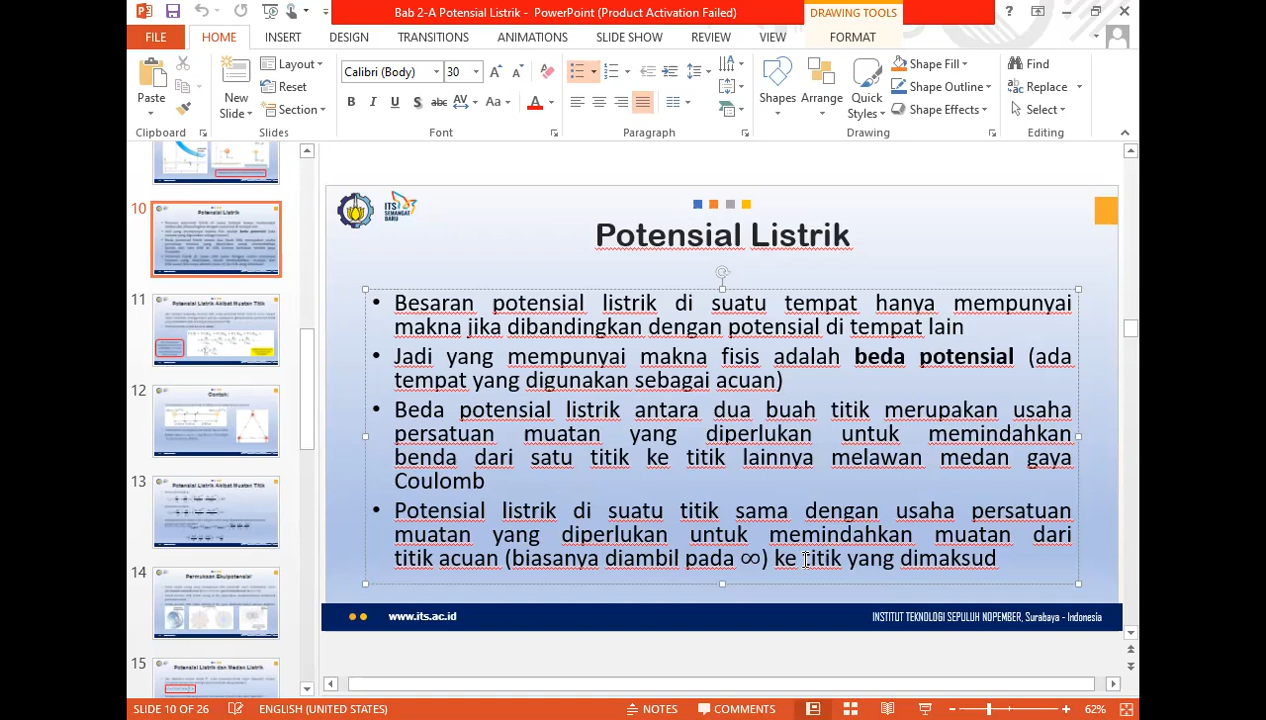 Bab 2-A Potensial Listrik - PowerPoint (Product Activation Failed)
DRAWING TOOLS
FILE HOME INSERT DESIGN TRANSITIONS ANIMATIONS SLIDE SHOW REVIEW VIEW FORMAT
Paste
New Slide
Layout
Reset
Section
Calibri (Body) 30
Shapes Arrange Quick Styles
Shape Fill
Shape Outline
Shape Effects
Find
Replace
Select
Clipboard Slides Font Paragraph Drawing Editing
10
Potensial Listrik
11
Potensial Listrik Akibat Muatan Titik
12
Contoh:
13
Potensial Listrik Akibat Muatan Titik
14
Permukaan Ekuipotensial
15
Potensial Listrik dan Medan Listrik
ITS
SEMANGAT
BARU
Potensial Listrik
• Besaran potensial listrik di suatu tempat hanya mempunyai
makna jika dibandingkan dengan potensial di tempat lain
• Jadi yang mempunyai makna fisis adalah beda potensial (ada
tempat yang digunakan sebagai acuan)
• Beda potensial listrik antara dua buah titik merupakan usaha
persatuan muatan yang diperlukan untuk memindahkan
benda dari satu titik ke titik lainnya melawan medan gaya
Coulomb
• Potensial listrik di suatu titik sama dengan usaha persatuan
muatan yang diperlukan untuk memindahkan muatan dari
titik acuan (biasanya diambil pada ∞) ke titik yang dimaksud
www.its.ac.id
INSTITUT TEKNOLOGI SEPULUH NOPEMBER, Surabaya - Indonesia
SLIDE 10 OF 26 ENGLISH (UNITED STATES) NOTES COMMENTS 62%